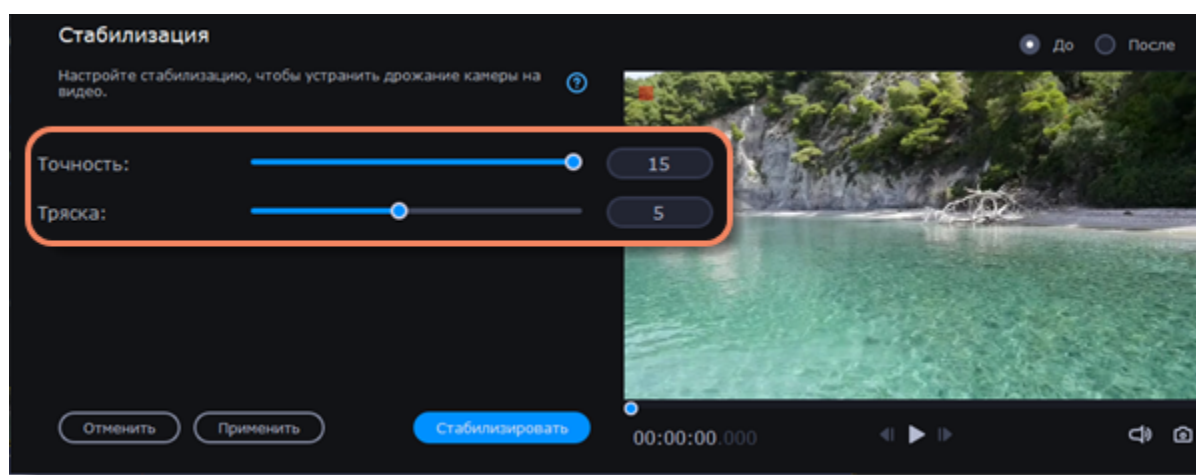 Стабилизация
До
После
Настройте стабилизацию, чтобы устранить дрожание камеры на
видео.
?
Точность:
15
Тряска:
5
Отменить
Применить
Стабилизировать
00:00:00.000